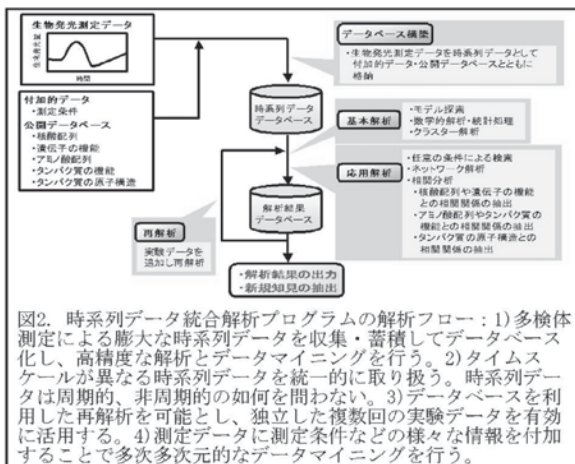 生物発光測定データ
生物発光量
時間
付加的データ
・測定条件
公開データベース
・核酸配列
・遺伝子の機能
・アミノ酸配列
・タンパク質の機能
・タンパク質の原子構造
データベース構築
・生物発光測定データを時系列データとして
付加的データ・公開データベースとともに
格納
時系列データ
データベース
基本解析
・モデル探索
・数学的解析・統計処理
・クラスター解析
応用解析
・任意の条件による検索
・ネットワーク解析
・相関分析
・核酸配列や遺伝子の機能
との相関関係の抽出
・アミノ酸配列やタンパク質の
機能との相関関係の抽出
・タンパク質の原子構造との
相関関係の抽出
解析結果
データベース
再解析
実験データを
追加し再解析
・解析結果の出力
・新規知見の抽出
図2. 時系列データ統合解析プログラムの解析フロー：1)多検体
測定による膨大な時系列データを収集・蓄積してデータベース
化し、高精度な解析とデータマイニングを行う。2)タイムス
ケールが異なる時系列データを統一的に取り扱う。時系列デー
タは周期的、非周期的の如何を問わない。3)データベースを利
用した再解析を可能とし、独立した複数回の実験データを有効
に活用する。4)測定データに測定条件などの様々な情報を付加
することで多次多次元的なデータマイニングを行う。